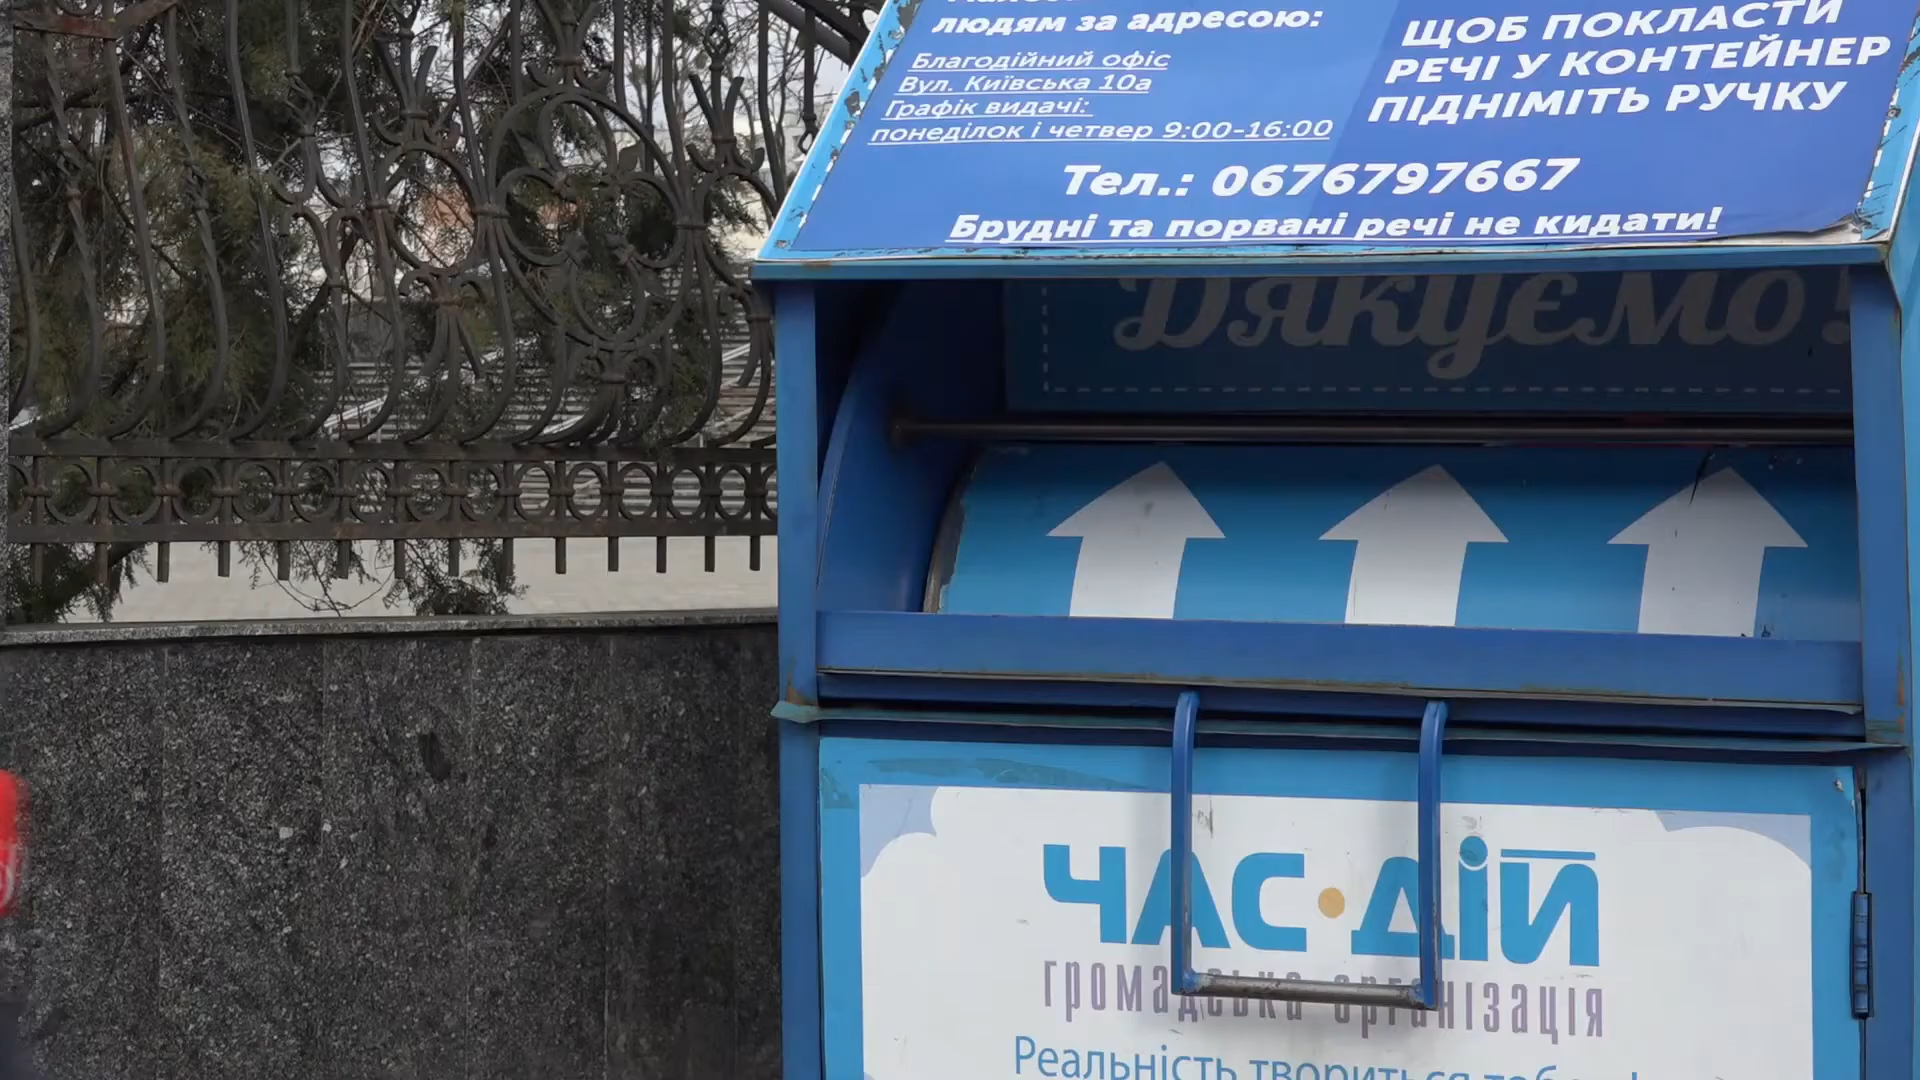 людям за адресою:
Благодійний офіс
Вул. Київська 10а
Графік видачі:
понеділок і четвер 9:00-16:00
ЩОБ ПОКЛАСТИ
РЕЧІ У КОНТЕЙНЕР
ПІДНІМІТЬ РУЧКУ
Тел.: 0676797667
Брудні та порвані речі не кидати!
Дякуємо!
ЧАС·ДІЙ
громадська організація
Реальність твориться